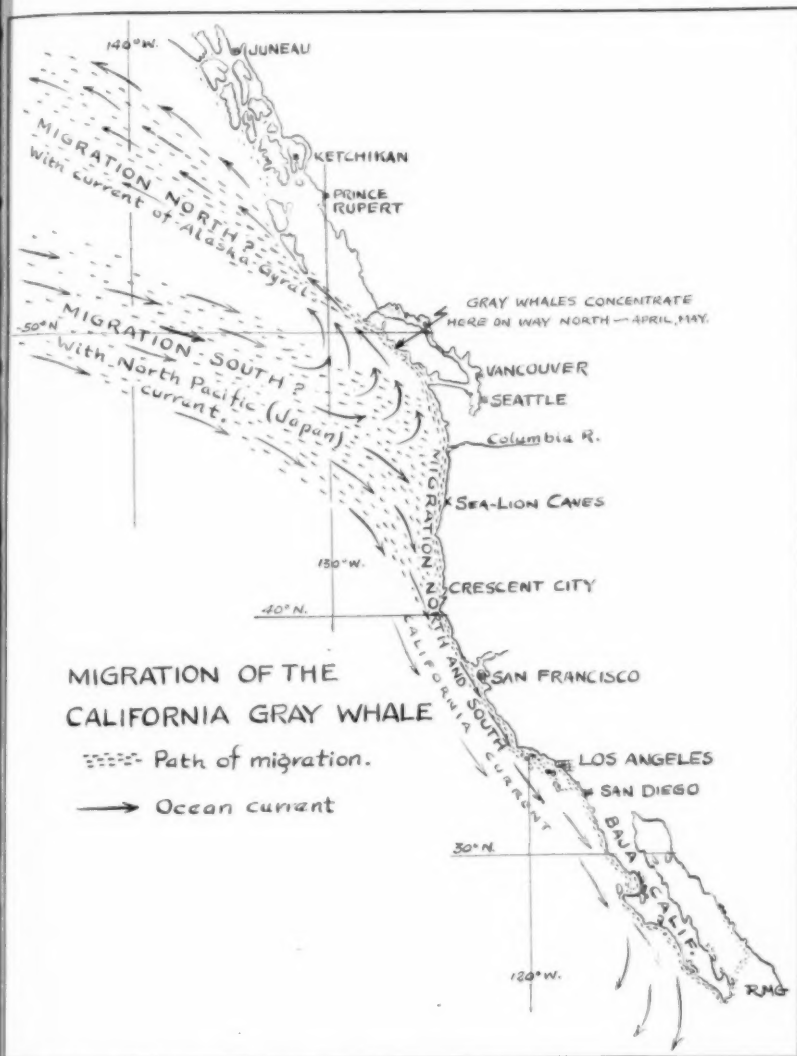 140°W.
JUNEAU
KETCHIKAN
PRINCE
RUPERT
MIGRATION NORTH?
With current of Alaska Gyral
GRAY WHALES CONCENTRATE
HERE ON WAY NORTH — APRIL, MAY.
50°N
MIGRATION SOUTH?
With North Pacific (Japan)
current.
VANCOUVER
SEATTLE
Columbia R.
SEA-LION CAVES
130°W.
CRESCENT CITY
40°N.
MIGRATION NORTH AND SOUTH
CALIFORNIA CURRENT
SAN FRANCISCO
MIGRATION OF THE
CALIFORNIA GRAY WHALE
Path of migration.
Ocean current
LOS ANGELES
SAN DIEGO
30°N.
BAJA CALIF.
120°W.
RMG